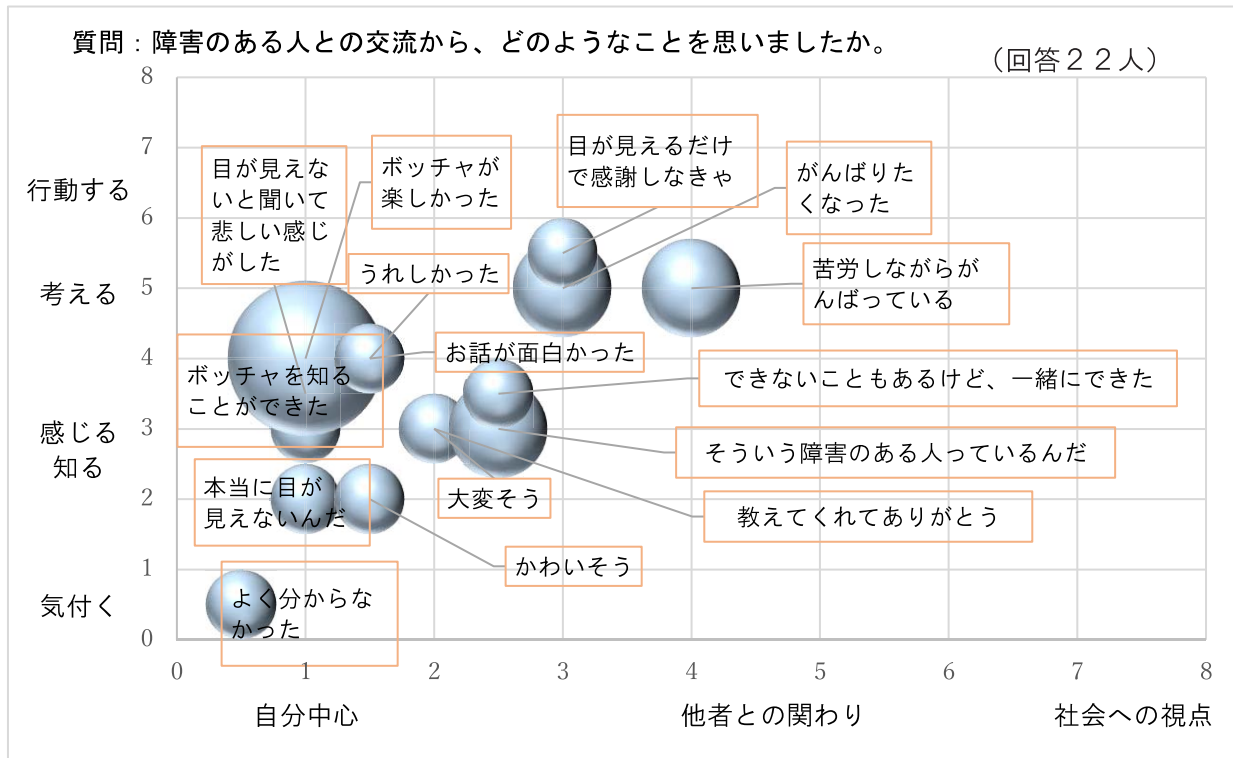 質問：障害のある人との交流から、どのようなことを思いましたか。
（回答２２人）
8
7
6
5
4
3
2
1
0
行動する
考える
感じる
知る
気付く
目が見えな
いと聞いて
悲しい感じ
がした
ボッチャが
楽しかった
目が見えるだけ
で感謝しなきゃ
がんばりた
くなった
うれしかった
苦労しながらが
んばっている
お話が面白かった
ボッチャを知る
ことができた
できないこともあるけど、一緒にできた
そういう障害のある人っているんだ
本当に目が
見えないんだ
大変そう
教えてくれてありがとう
かわいそう
よく分からな
かった
0 1 2 3 4 5 6 7 8
自分中心 他者との関わり 社会への視点